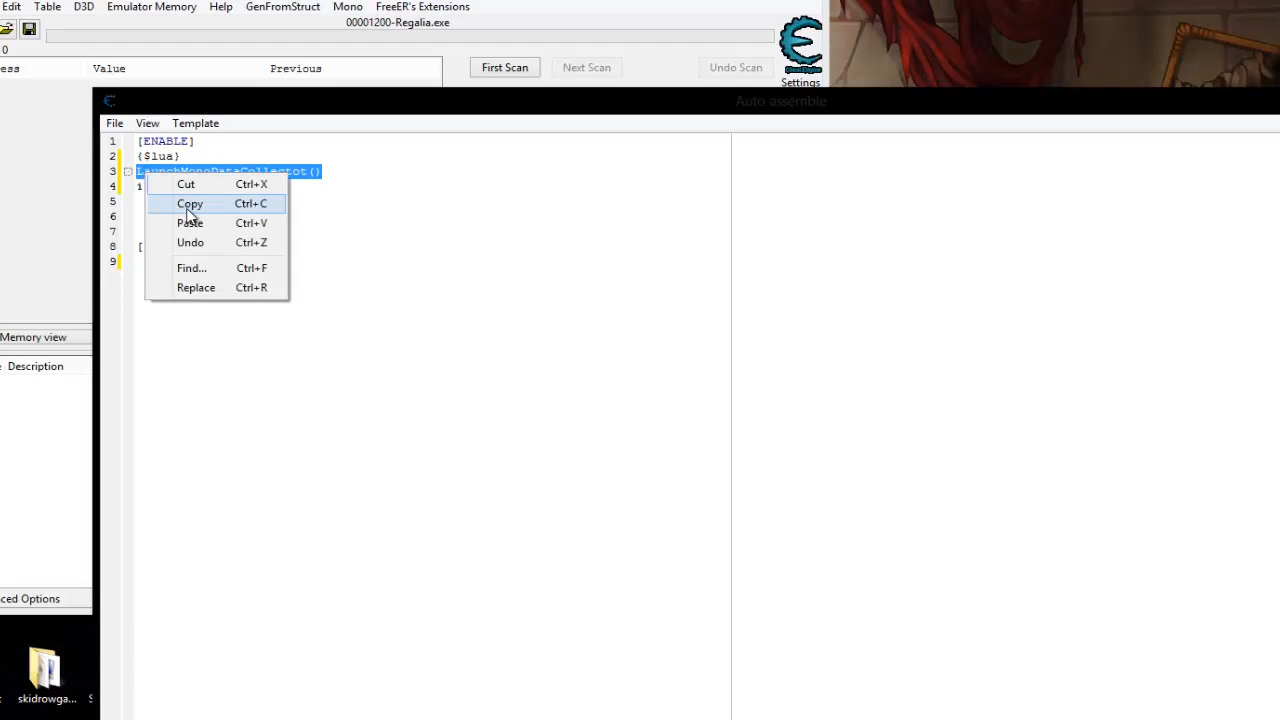 Edit Table D3D Emulator Memory Help GenFromStruct Mono FreeER's Extensions
00001200-Regalia.exe
0
ess Value Previous
First Scan Next Scan Undo Scan
Settings
Auto assemble
File View Template
1 [ENABLE]
2 {$lua}
3 LaunchMonoDataCollectot()
4 i
5
6
7
8 [
9
Cut Ctrl+X
Copy Ctrl+C
Paste Ctrl+V
Undo Ctrl+Z
Find... Ctrl+F
Replace Ctrl+R
Memory view
Description
ced Options
skidrowga...